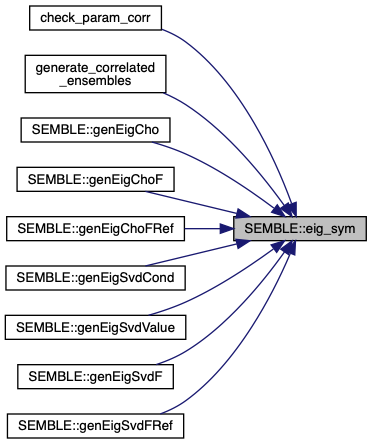 check_param_corr
generate_correlated
_ensembles
SEMBLE::genEigCho
SEMBLE::genEigChoF
SEMBLE::genEigChoFRef
SEMBLE::eig_sym
SEMBLE::genEigSvdCond
SEMBLE::genEigSvdValue
SEMBLE::genEigSvdF
SEMBLE::genEigSvdFRef